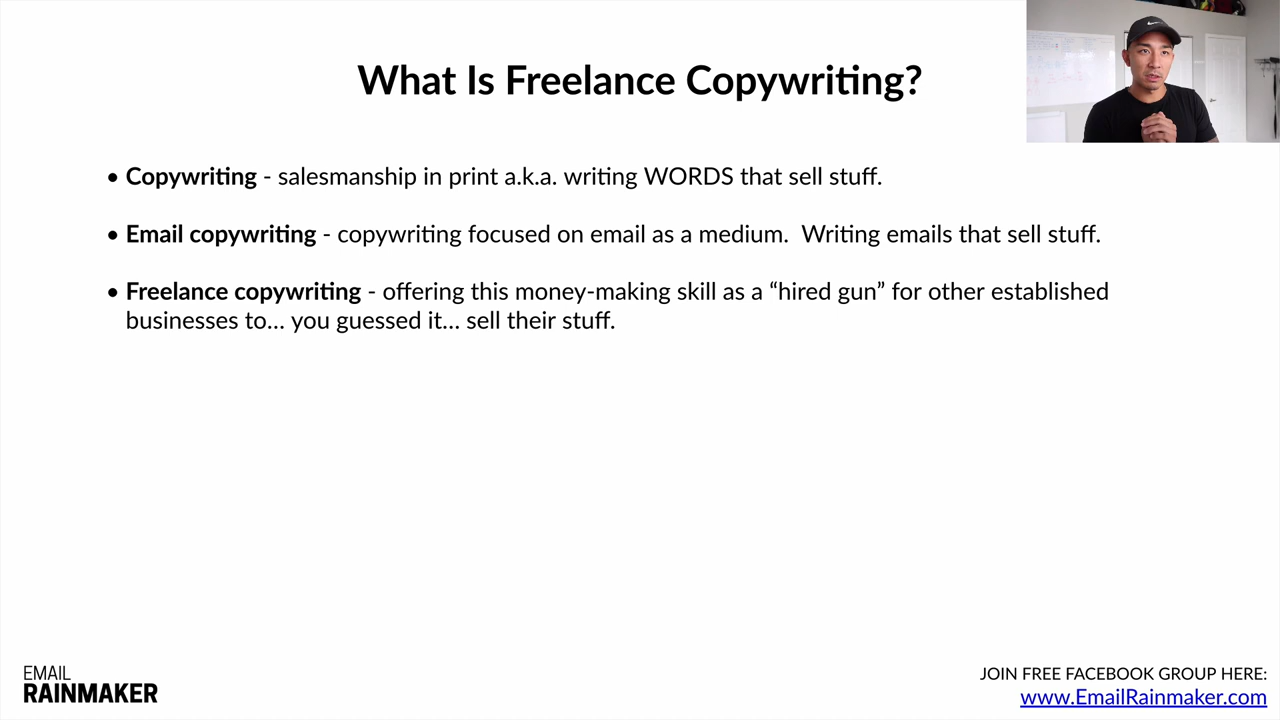 What Is Freelance Copywriting?
• Copywriting - salesmanship in print a.k.a. writing WORDS that sell stuff.
• Email copywriting - copywriting focused on email as a medium.  Writing emails that sell stuff.
• Freelance copywriting - offering this money-making skill as a “hired gun” for other established
businesses to... you guessed it... sell their stuff.
EMAIL
RAINMAKER
JOIN FREE FACEBOOK GROUP HERE:
www.EmailRainmaker.com